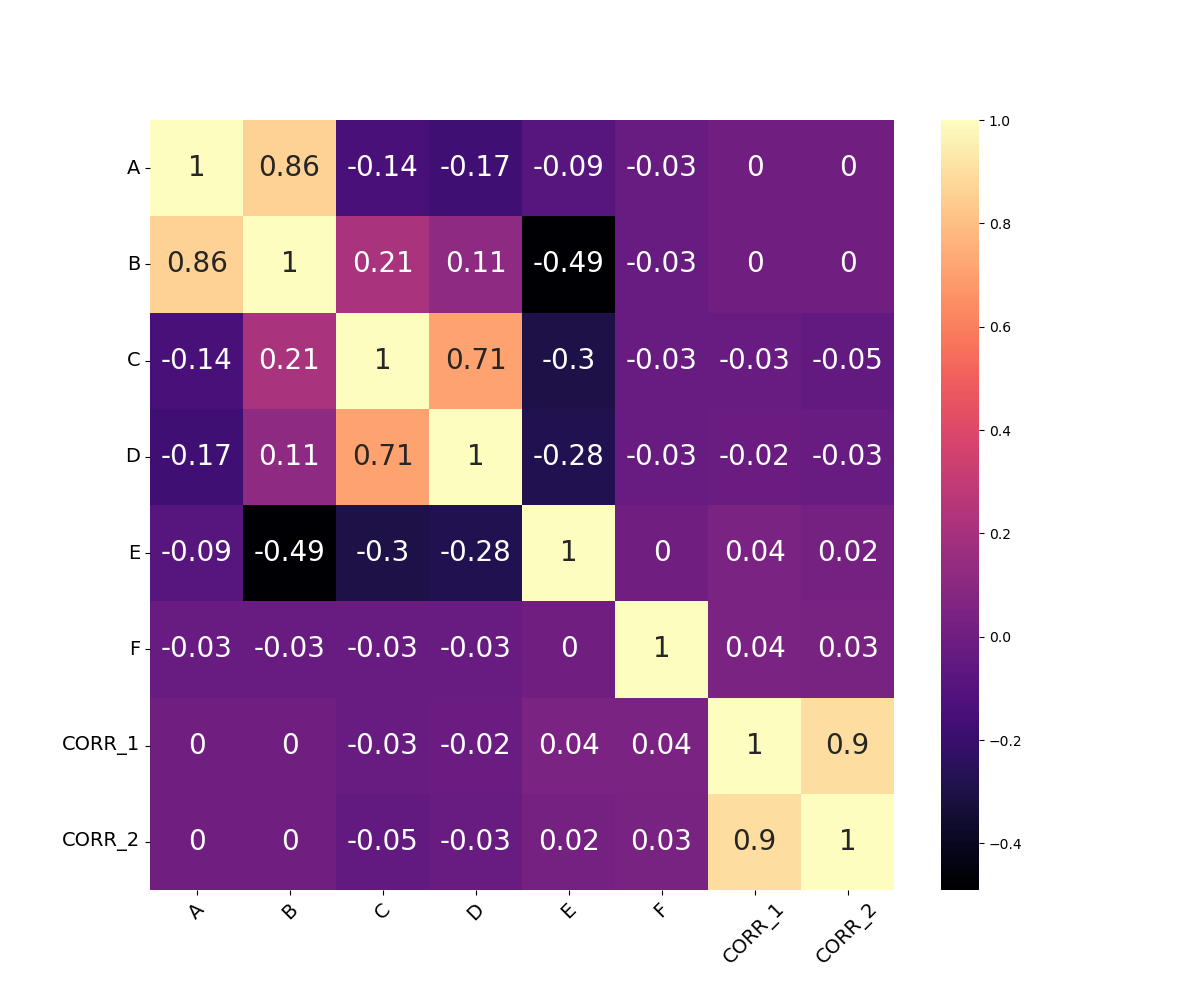 1.0
A 1 0.86 -0.14 -0.17 -0.09 -0.03 0 0
0.8
B 0.86 1 0.21 0.11 -0.49 -0.03 0 0
0.6
C -0.14 0.21 1 0.71 -0.3 -0.03 -0.03 -0.05
0.4
D -0.17 0.11 0.71 1 -0.28 -0.03 -0.02 -0.03
0.2
E -0.09 -0.49 -0.3 -0.28 1 0 0.04 0.02
0.0
F -0.03 -0.03 -0.03 -0.03 0 1 0.04 0.03
−0.2
CORR_1 0 0 -0.03 -0.02 0.04 0.04 1 0.9
−0.4
CORR_2 0 0 -0.05 -0.03 0.02 0.03 0.9 1
A B C D E F CORR_1 CORR_2